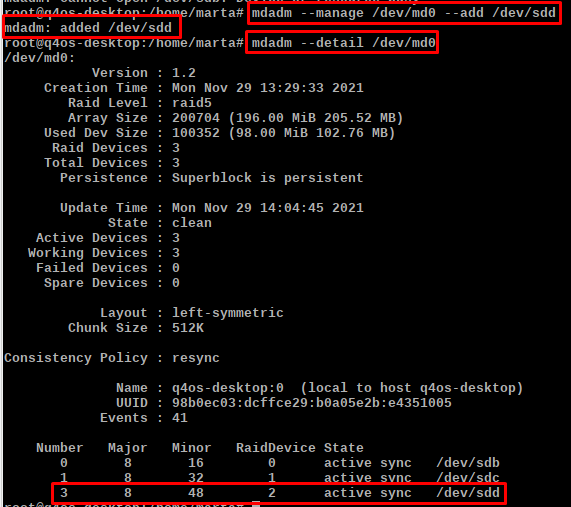 root@q4os-desktop:/home/marta# mdadm --manage /dev/md0 --add /dev/sdd
mdadm: added /dev/sdd
root@q4os-desktop:/home/marta# mdadm --detail /dev/md0
/dev/md0:
Version : 1.2
Creation Time : Mon Nov 29 13:29:33 2021
Raid Level : raid5
Array Size : 200704 (196.00 MiB 205.52 MB)
Used Dev Size : 100352 (98.00 MiB 102.76 MB)
Raid Devices : 3
Total Devices : 3
Persistence : Superblock is persistent
Update Time : Mon Nov 29 14:04:45 2021
State : clean
Active Devices : 3
Working Devices : 3
Failed Devices : 0
Spare Devices : 0
Layout : left-symmetric
Chunk Size : 512K
Consistency Policy : resync
Name : q4os-desktop:0 (local to host q4os-desktop)
UUID : 98b0ec03:dcffce29:b0a05e2b:e4351005
Events : 41
Number Major Minor RaidDevice State
0 8 16 0 active sync /dev/sdb
1 8 32 1 active sync /dev/sdc
3 8 48 2 active sync /dev/sdd
root@q4os-desktop:/home/marta#